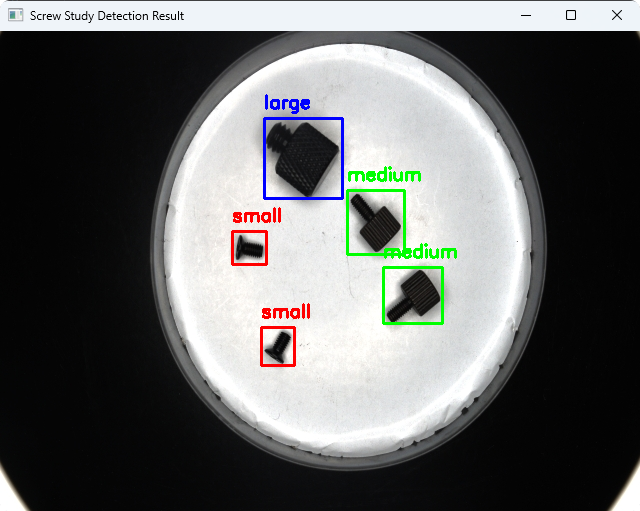 Screw Study Detection Result
large
medium
small
medium
small